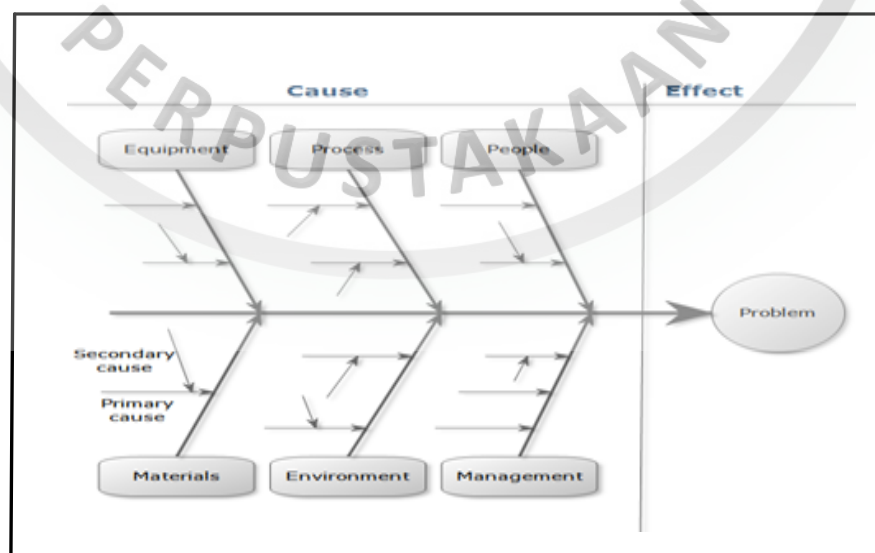 PERPUSTAKAAN
Cause
Effect
Equipment
Process
People
Problem
Secondary
cause
Primary
cause
Materials
Environment
Management